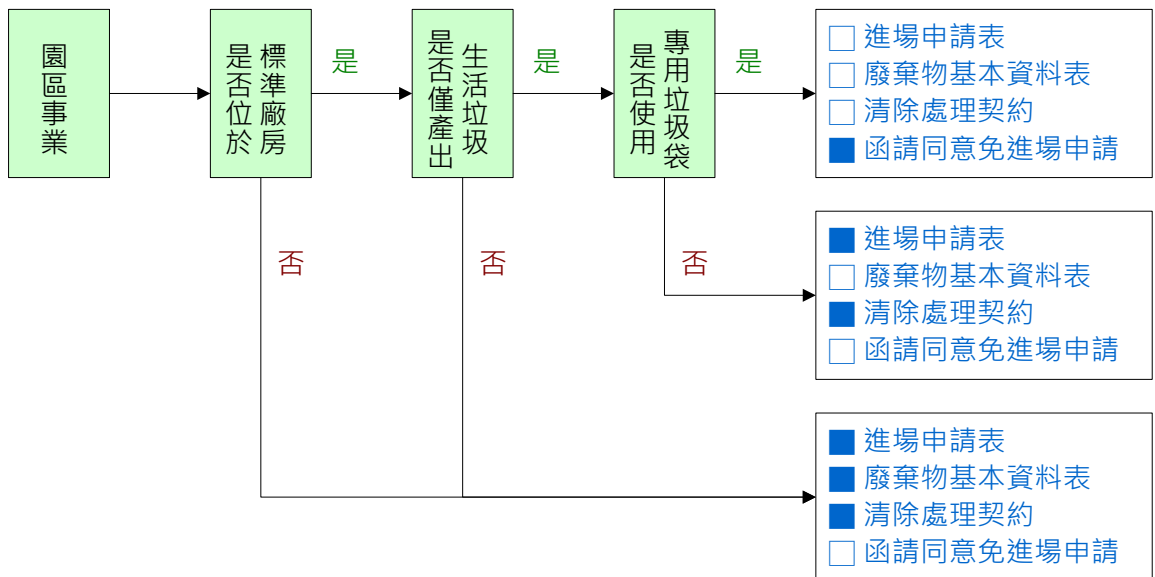 園區事業
是否位於
標準廠房
是
是否僅產出
生活垃圾
是
是否使用
專用垃圾袋
是
□ 進場申請表
□ 廢棄物基本資料表
□ 清除處理契約
■ 函請同意免進場申請
否
否
否
■ 進場申請表
□ 廢棄物基本資料表
■ 清除處理契約
□ 函請同意免進場申請
■ 進場申請表
■ 廢棄物基本資料表
■ 清除處理契約
□ 函請同意免進場申請